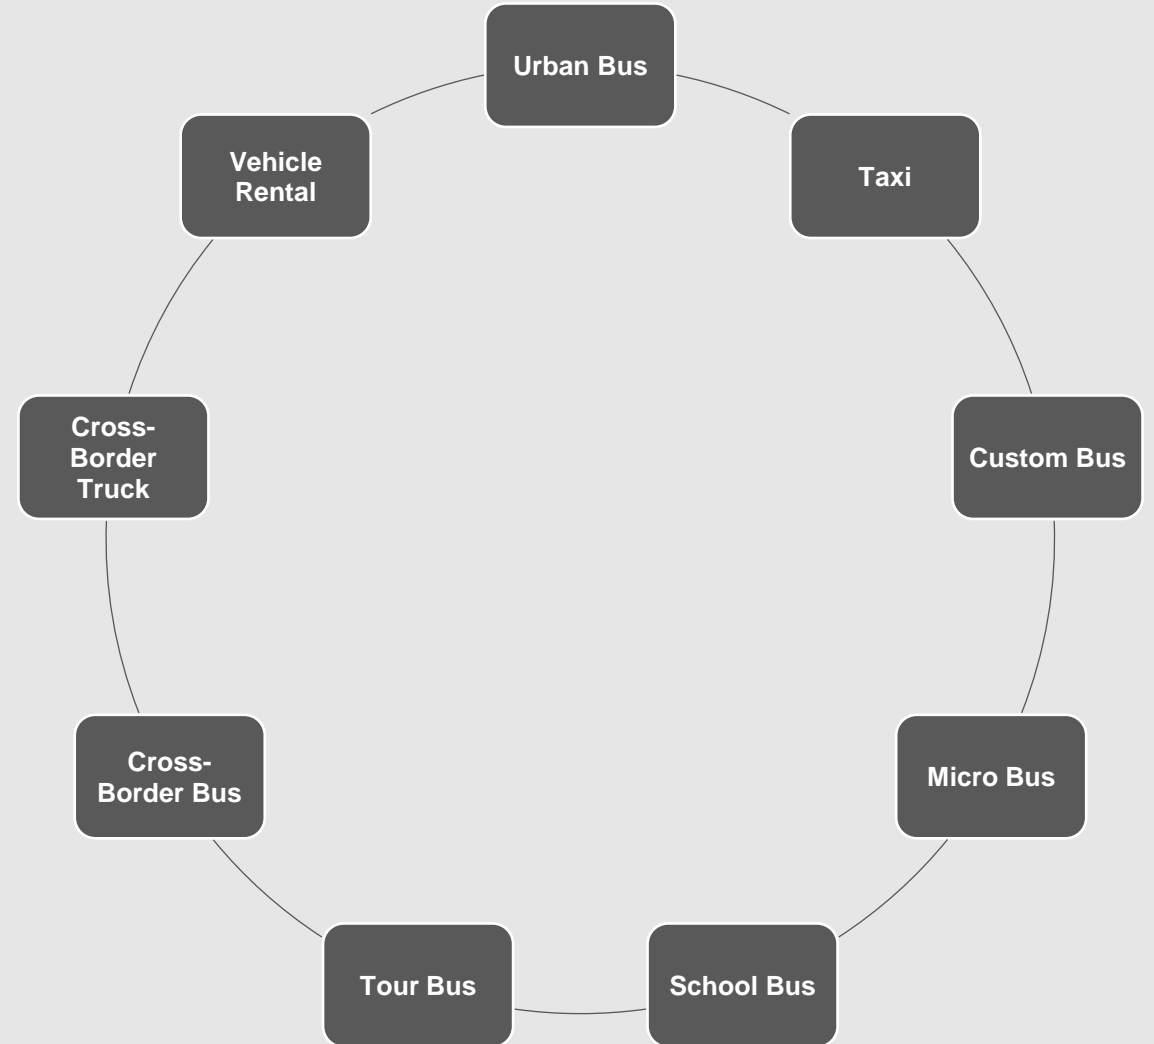 Urban Bus
Taxi
Custom Bus
Micro Bus
School Bus
Tour Bus
Cross-
Border Bus
Cross-
Border
Truck
Vehicle
Rental